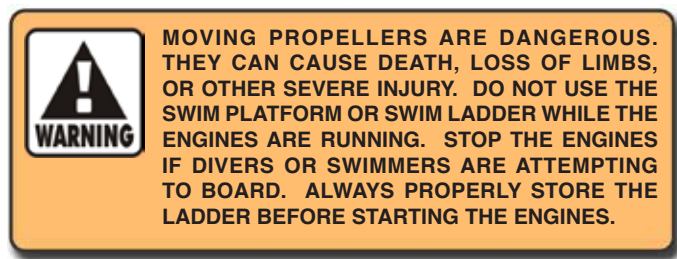 MOVING PROPELLERS ARE DANGEROUS.
THEY CAN CAUSE DEATH, LOSS OF LIMBS,
OR OTHER SEVERE INJURY. DO NOT USE THE
SWIM PLATFORM OR SWIM LADDER WHILE THE
ENGINES ARE RUNNING. STOP THE ENGINES
IF DIVERS OR SWIMMERS ARE ATTEMPTING
TO BOARD. ALWAYS PROPERLY STORE THE
LADDER BEFORE STARTING THE ENGINES.
WARNING